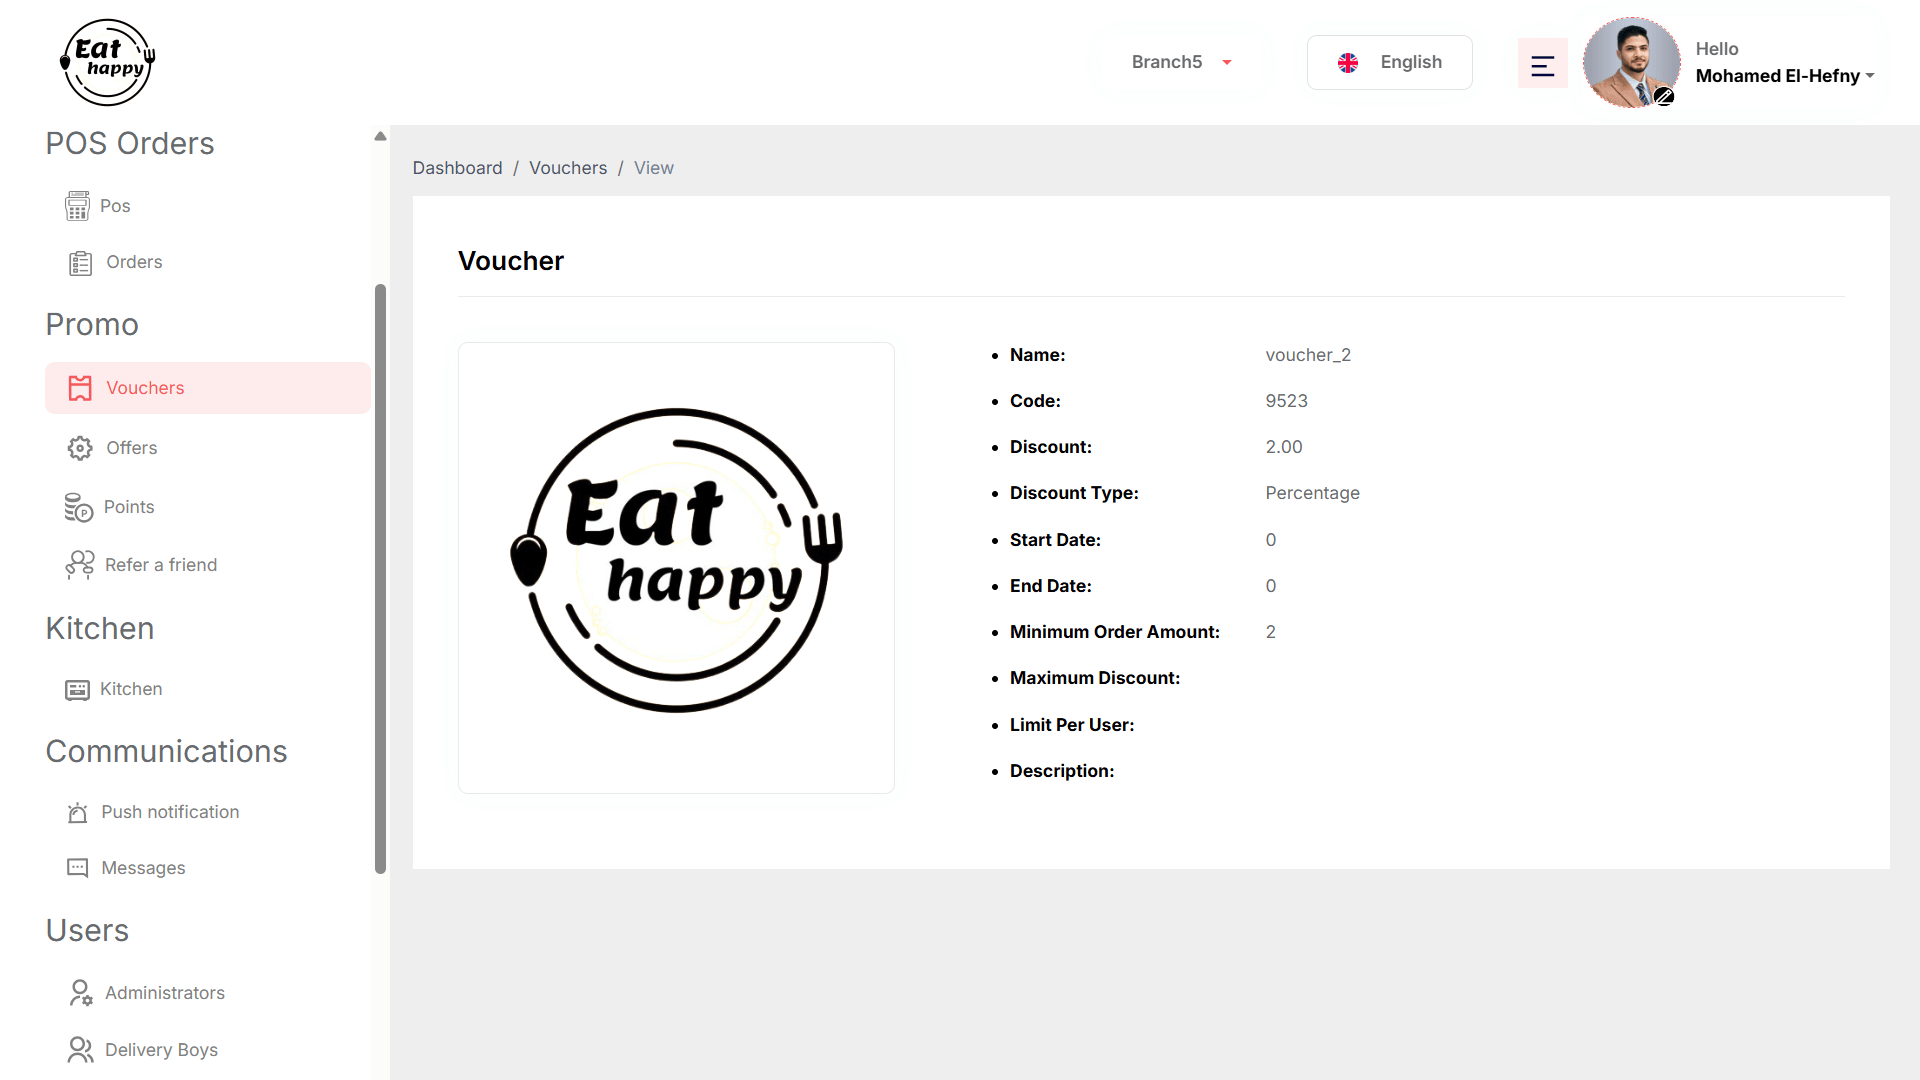 Eat
happy
Branch5
English
Hello
Mohamed El-Hefny
POS Orders
Pos
Orders
Promo
Vouchers
Offers
Points
Refer a friend
Kitchen
Kitchen
Communications
Push notification
Messages
Users
Administrators
Delivery Boys
Dashboard / Vouchers / View
Voucher
Eat
happy
Name: voucher_2
Code: 9523
Discount: 2.00
Discount Type: Percentage
Start Date: 0
End Date: 0
Minimum Order Amount: 2
Maximum Discount:
Limit Per User:
Description: